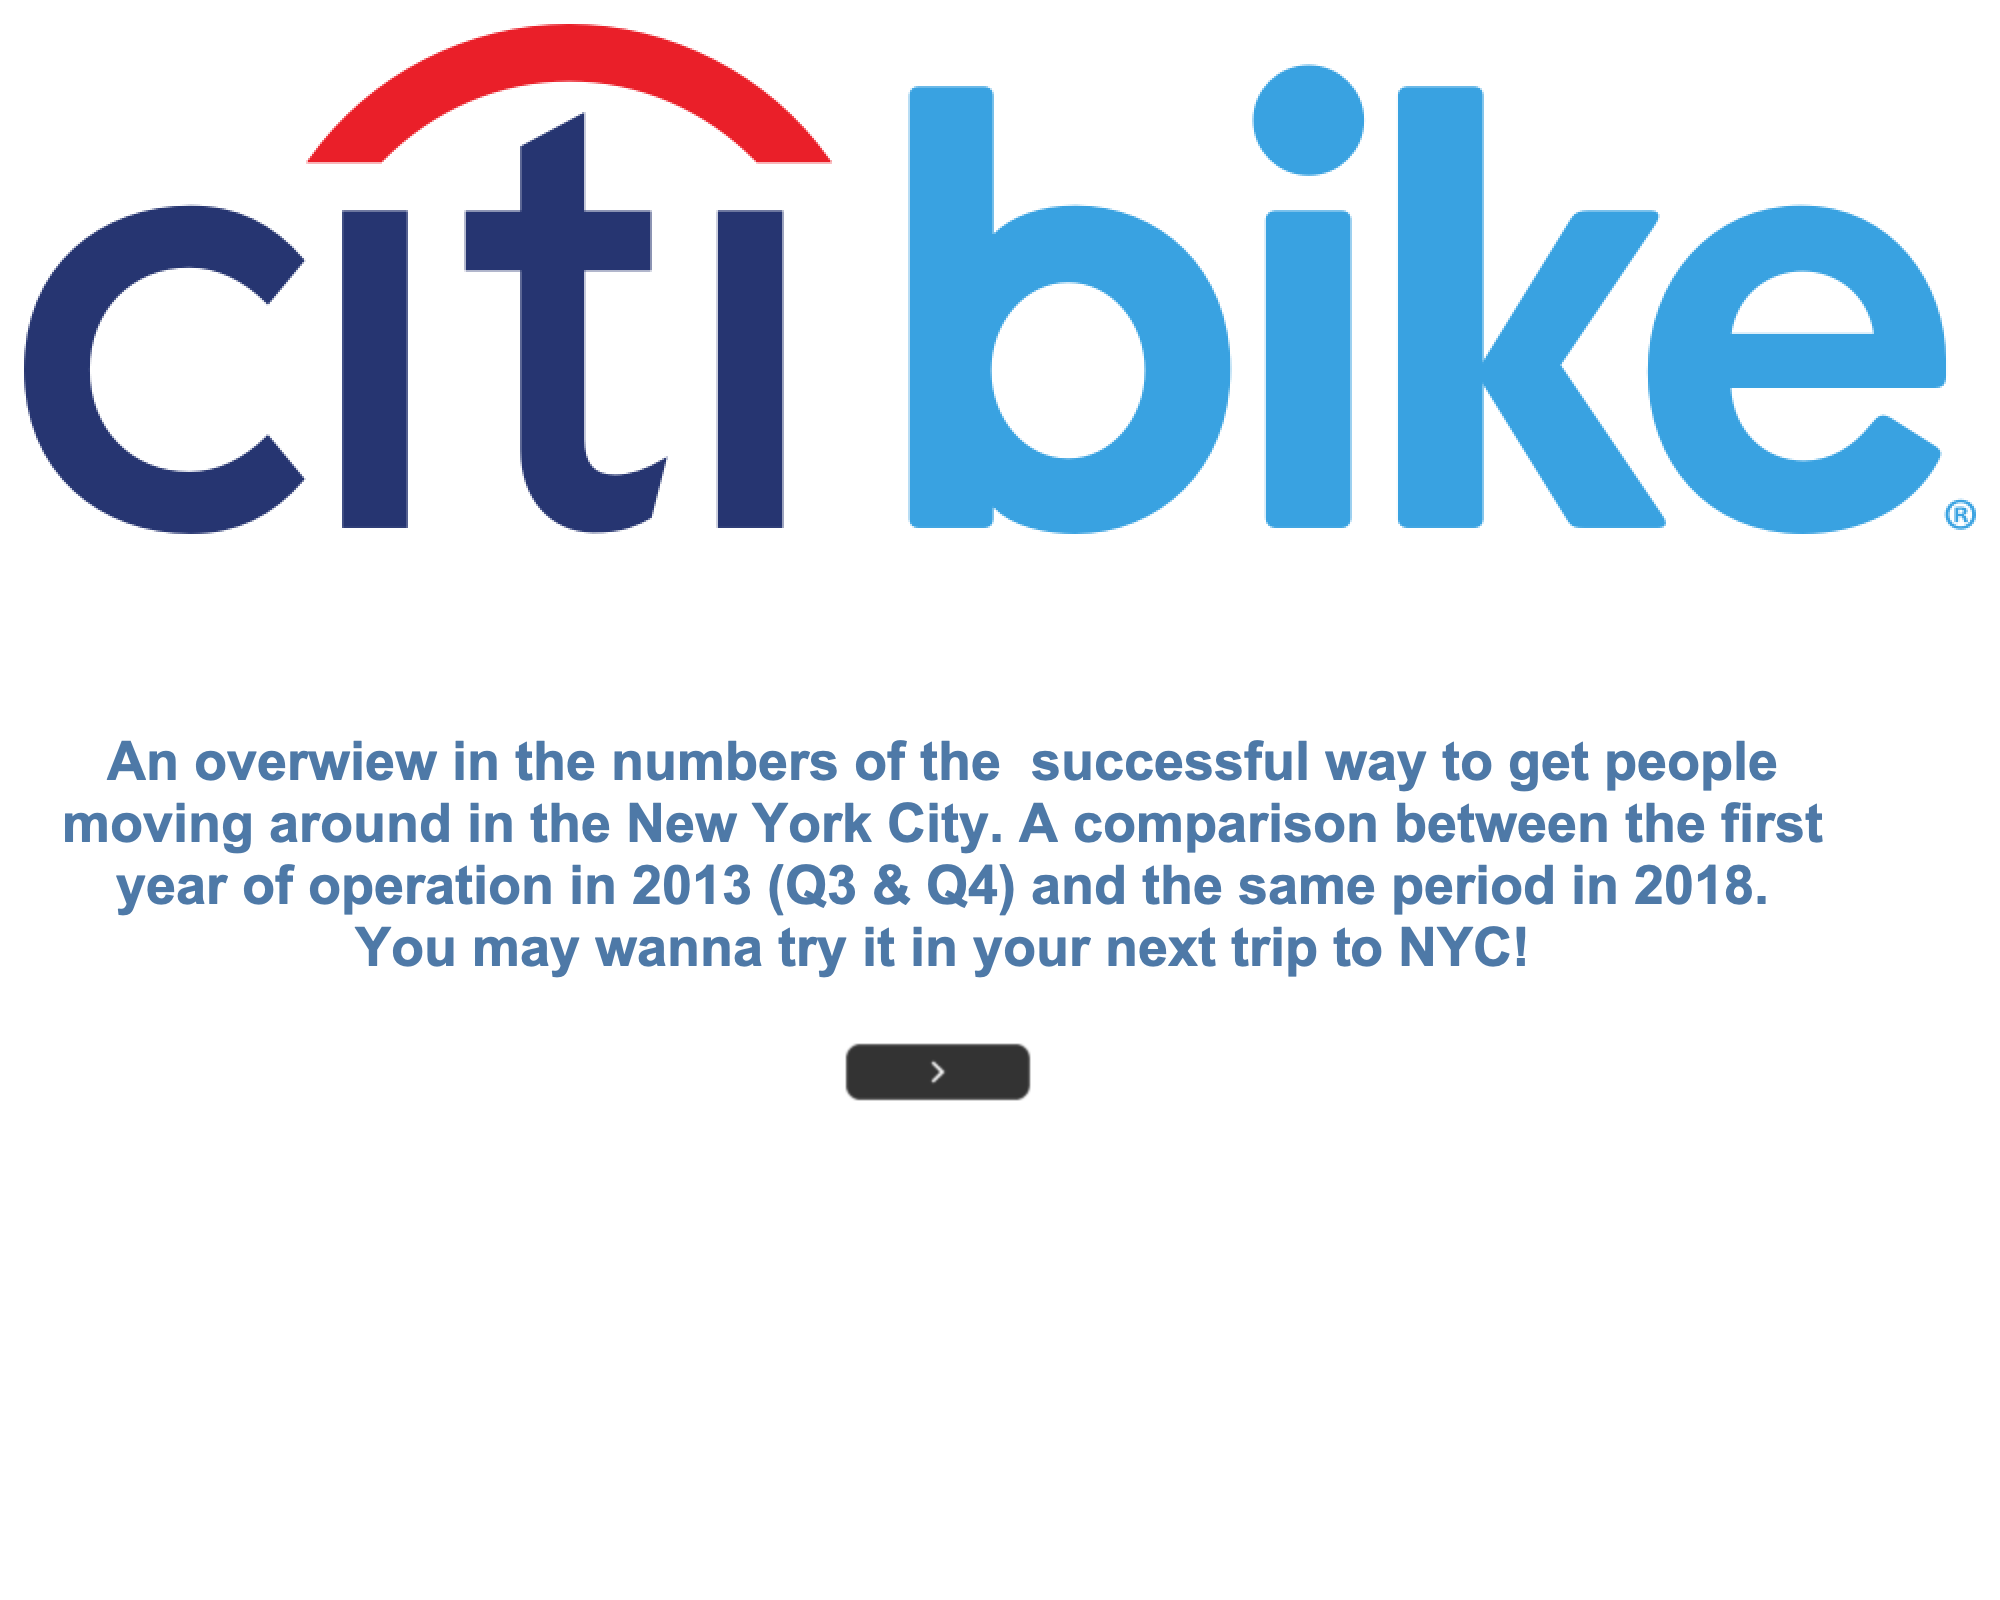 citi bike®
An overwiew in the numbers of the  successful way to get people
moving around in the New York City. A comparison between the first
year of operation in 2013 (Q3 & Q4) and the same period in 2018.
You may wanna try it in your next trip to NYC!